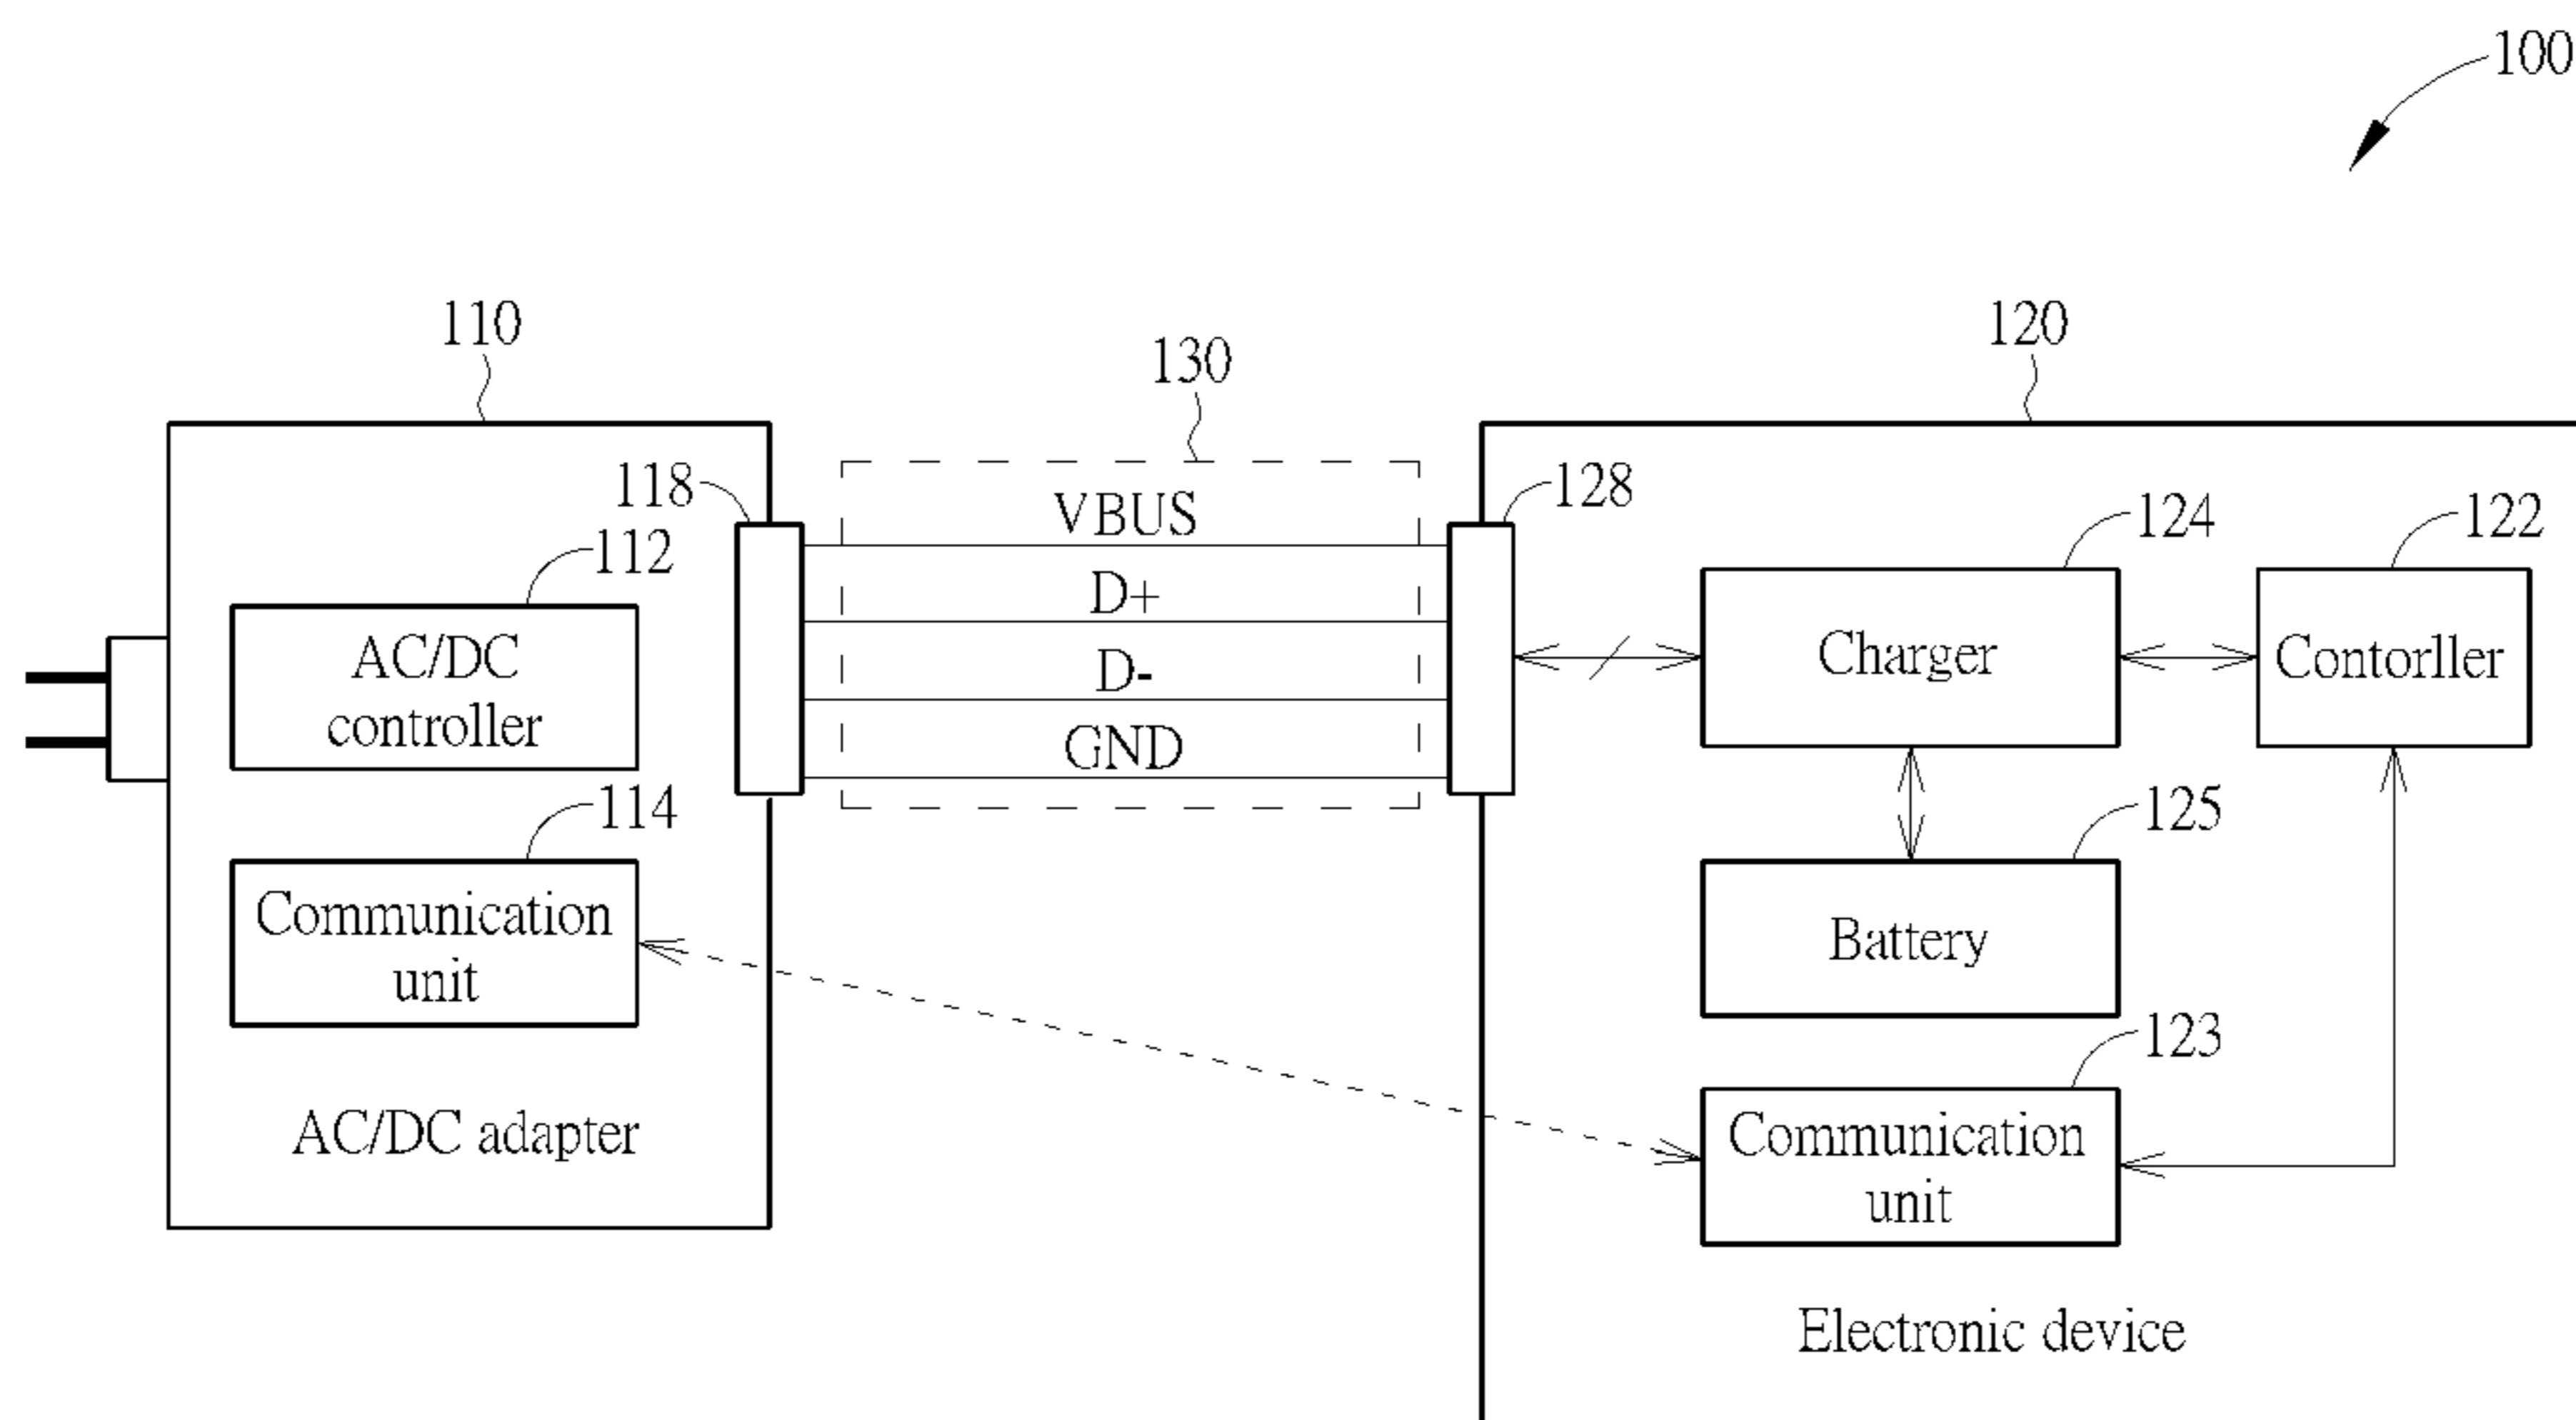 100
110
120
130
118
VBUS
128
124
122
112
D+
AC/DC
controller
D-
Charger
Contorller
GND
114
125
Communication
unit
Battery
123
AC/DC adapter
Communication
unit
Electronic device